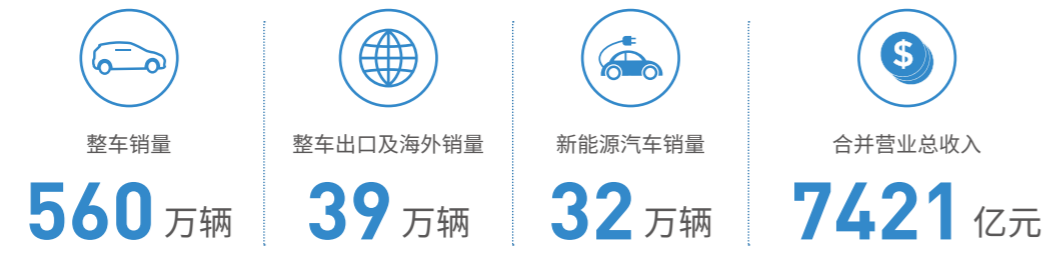 $
整车销量
560 万辆
整车出口及海外销量
39 万辆
新能源汽车销量
32 万辆
合并营业总收入
7421 亿元